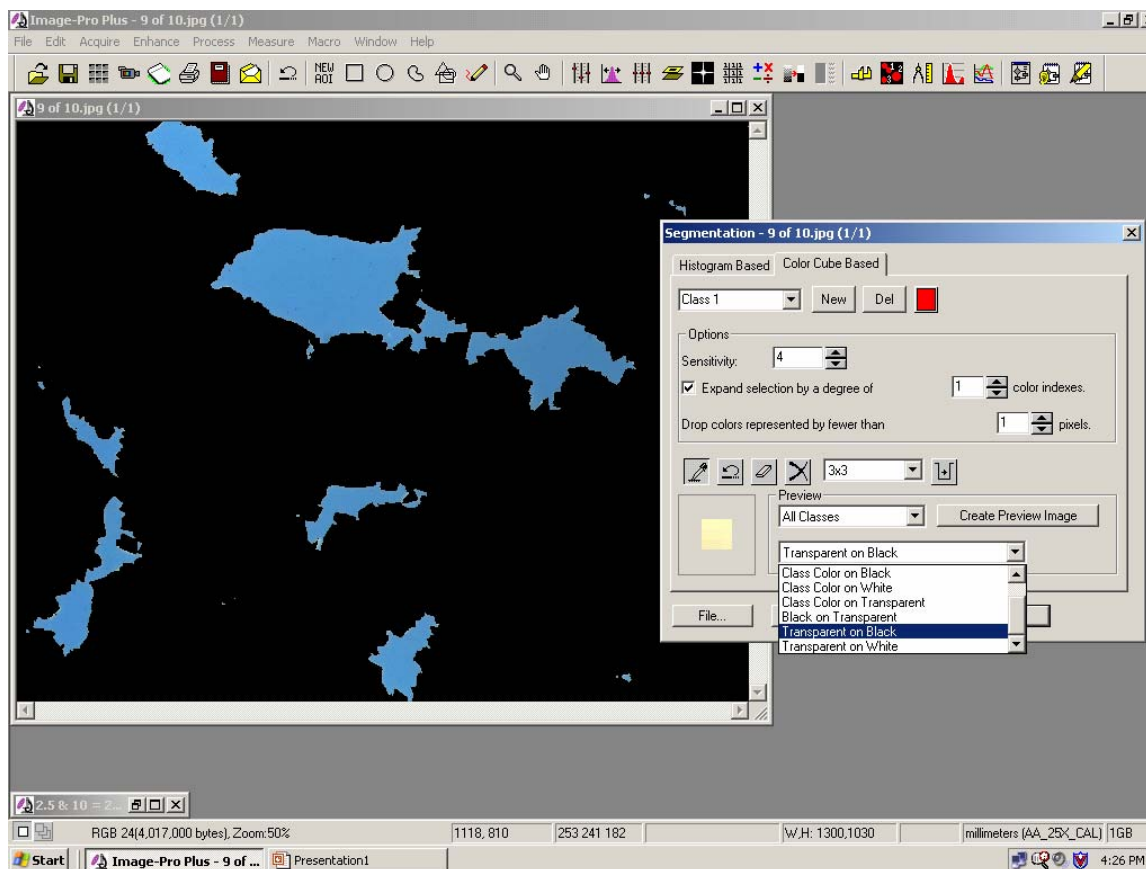 Image-Pro Plus - 9 of 10.jpg (1/1)
File Edit Acquire Enhance Process Measure Macro Window Help
NEW
AOI
9 of 10.jpg (1/1)
Segmentation - 9 of 10.jpg (1/1)
Histogram Based Color Cube Based
Class 1 New Del
Options
Sensitivity: 4
Expand selection by a degree of 1 color indexes.
Drop colors represented by fewer than 1 pixels.
3x3
Preview
All Classes Create Preview Image
Transparent on Black
Class Color on Black
Class Color on White
Class Color on Transparent
Black on Transparent
Transparent on Black
Transparent on White
File...
2.5 & 10 = 2...
RGB 24(4,017,000 bytes), Zoom:50% 1118, 810 253 241 182 W,H: 1300,1030 millimeters (AA_25X_CAL) 1GB
Start Image-Pro Plus - 9 of ... Presentation1 4:26 PM